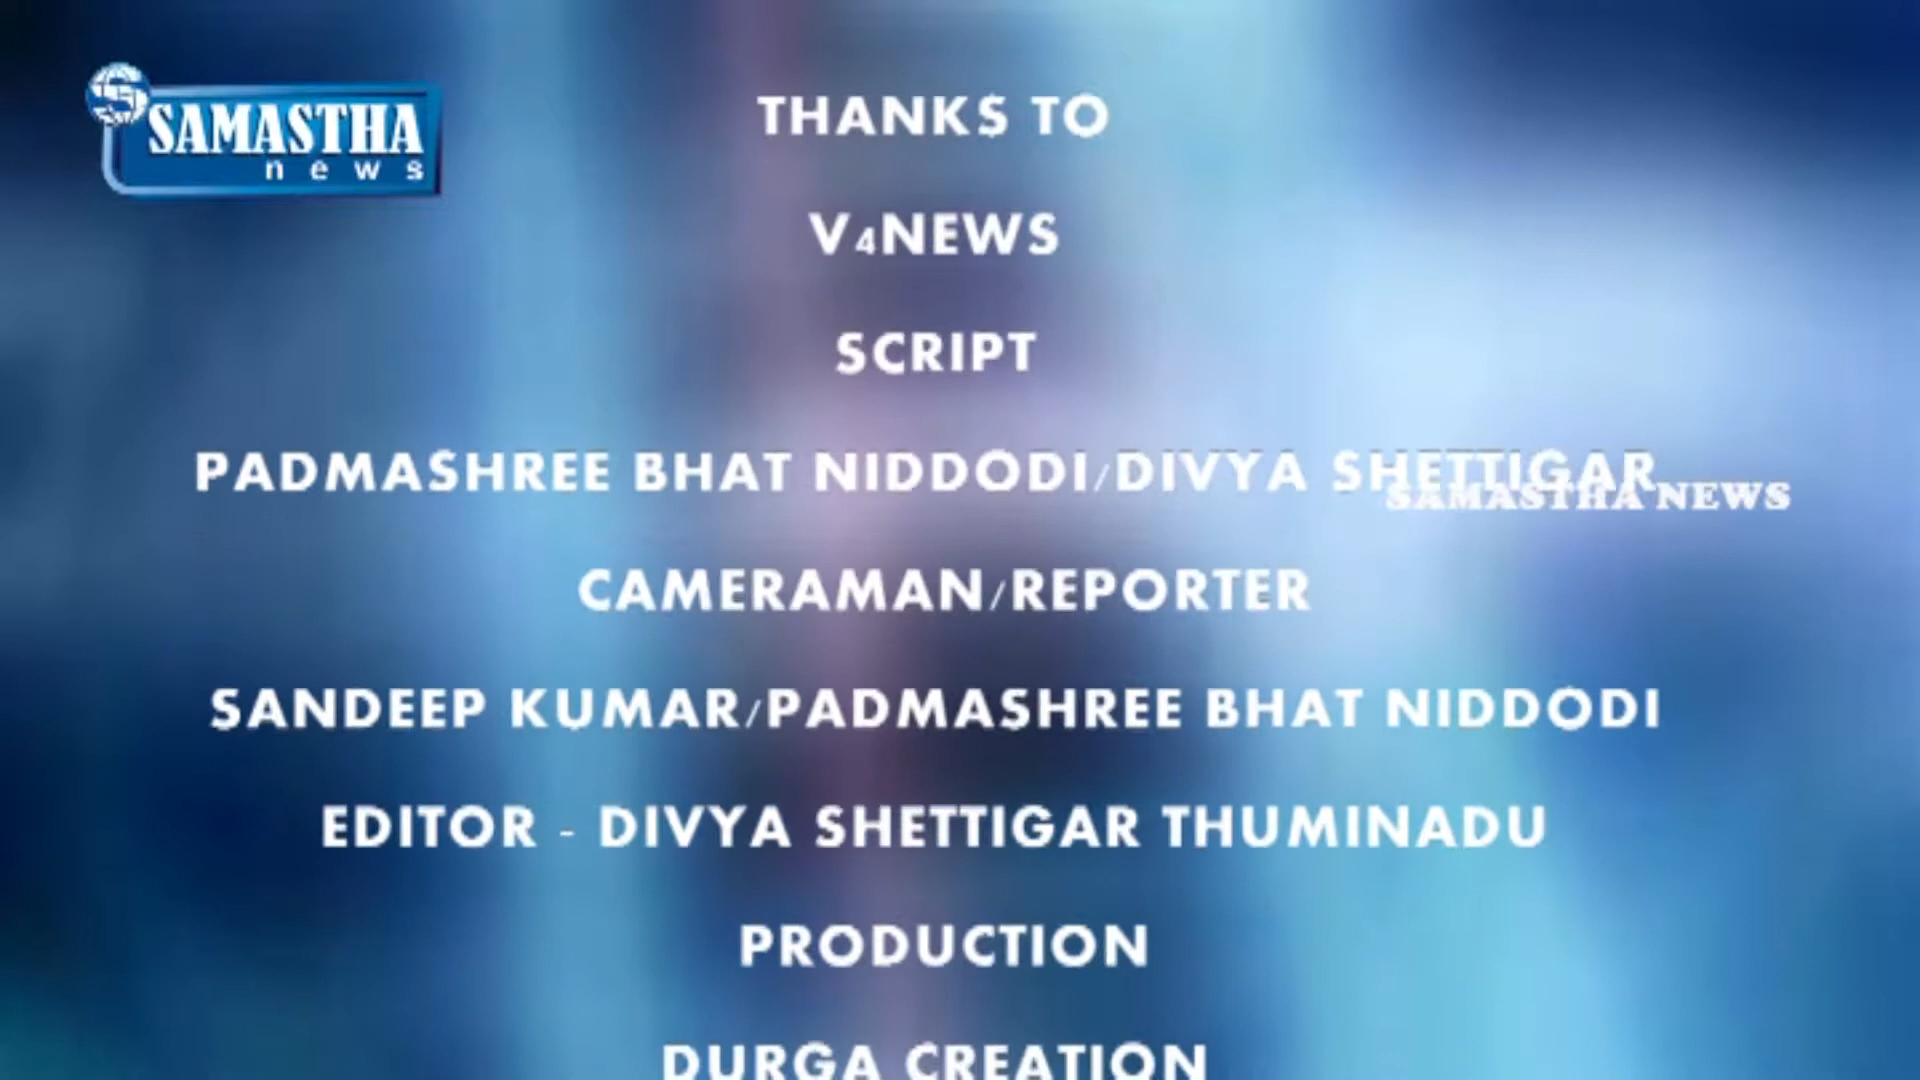 SAMASTHA
news
THANKS TO
V4NEWS
SCRIPT
PADMASHREE BHAT NIDDODI/DIVYA SHETTIGAR
SAMASTHA NEWS
CAMERAMAN/REPORTER
SANDEEP KUMAR/PADMASHREE BHAT NIDDODI
EDITOR - DIVYA SHETTIGAR THUMINADU
PRODUCTION
DURGA CREATION